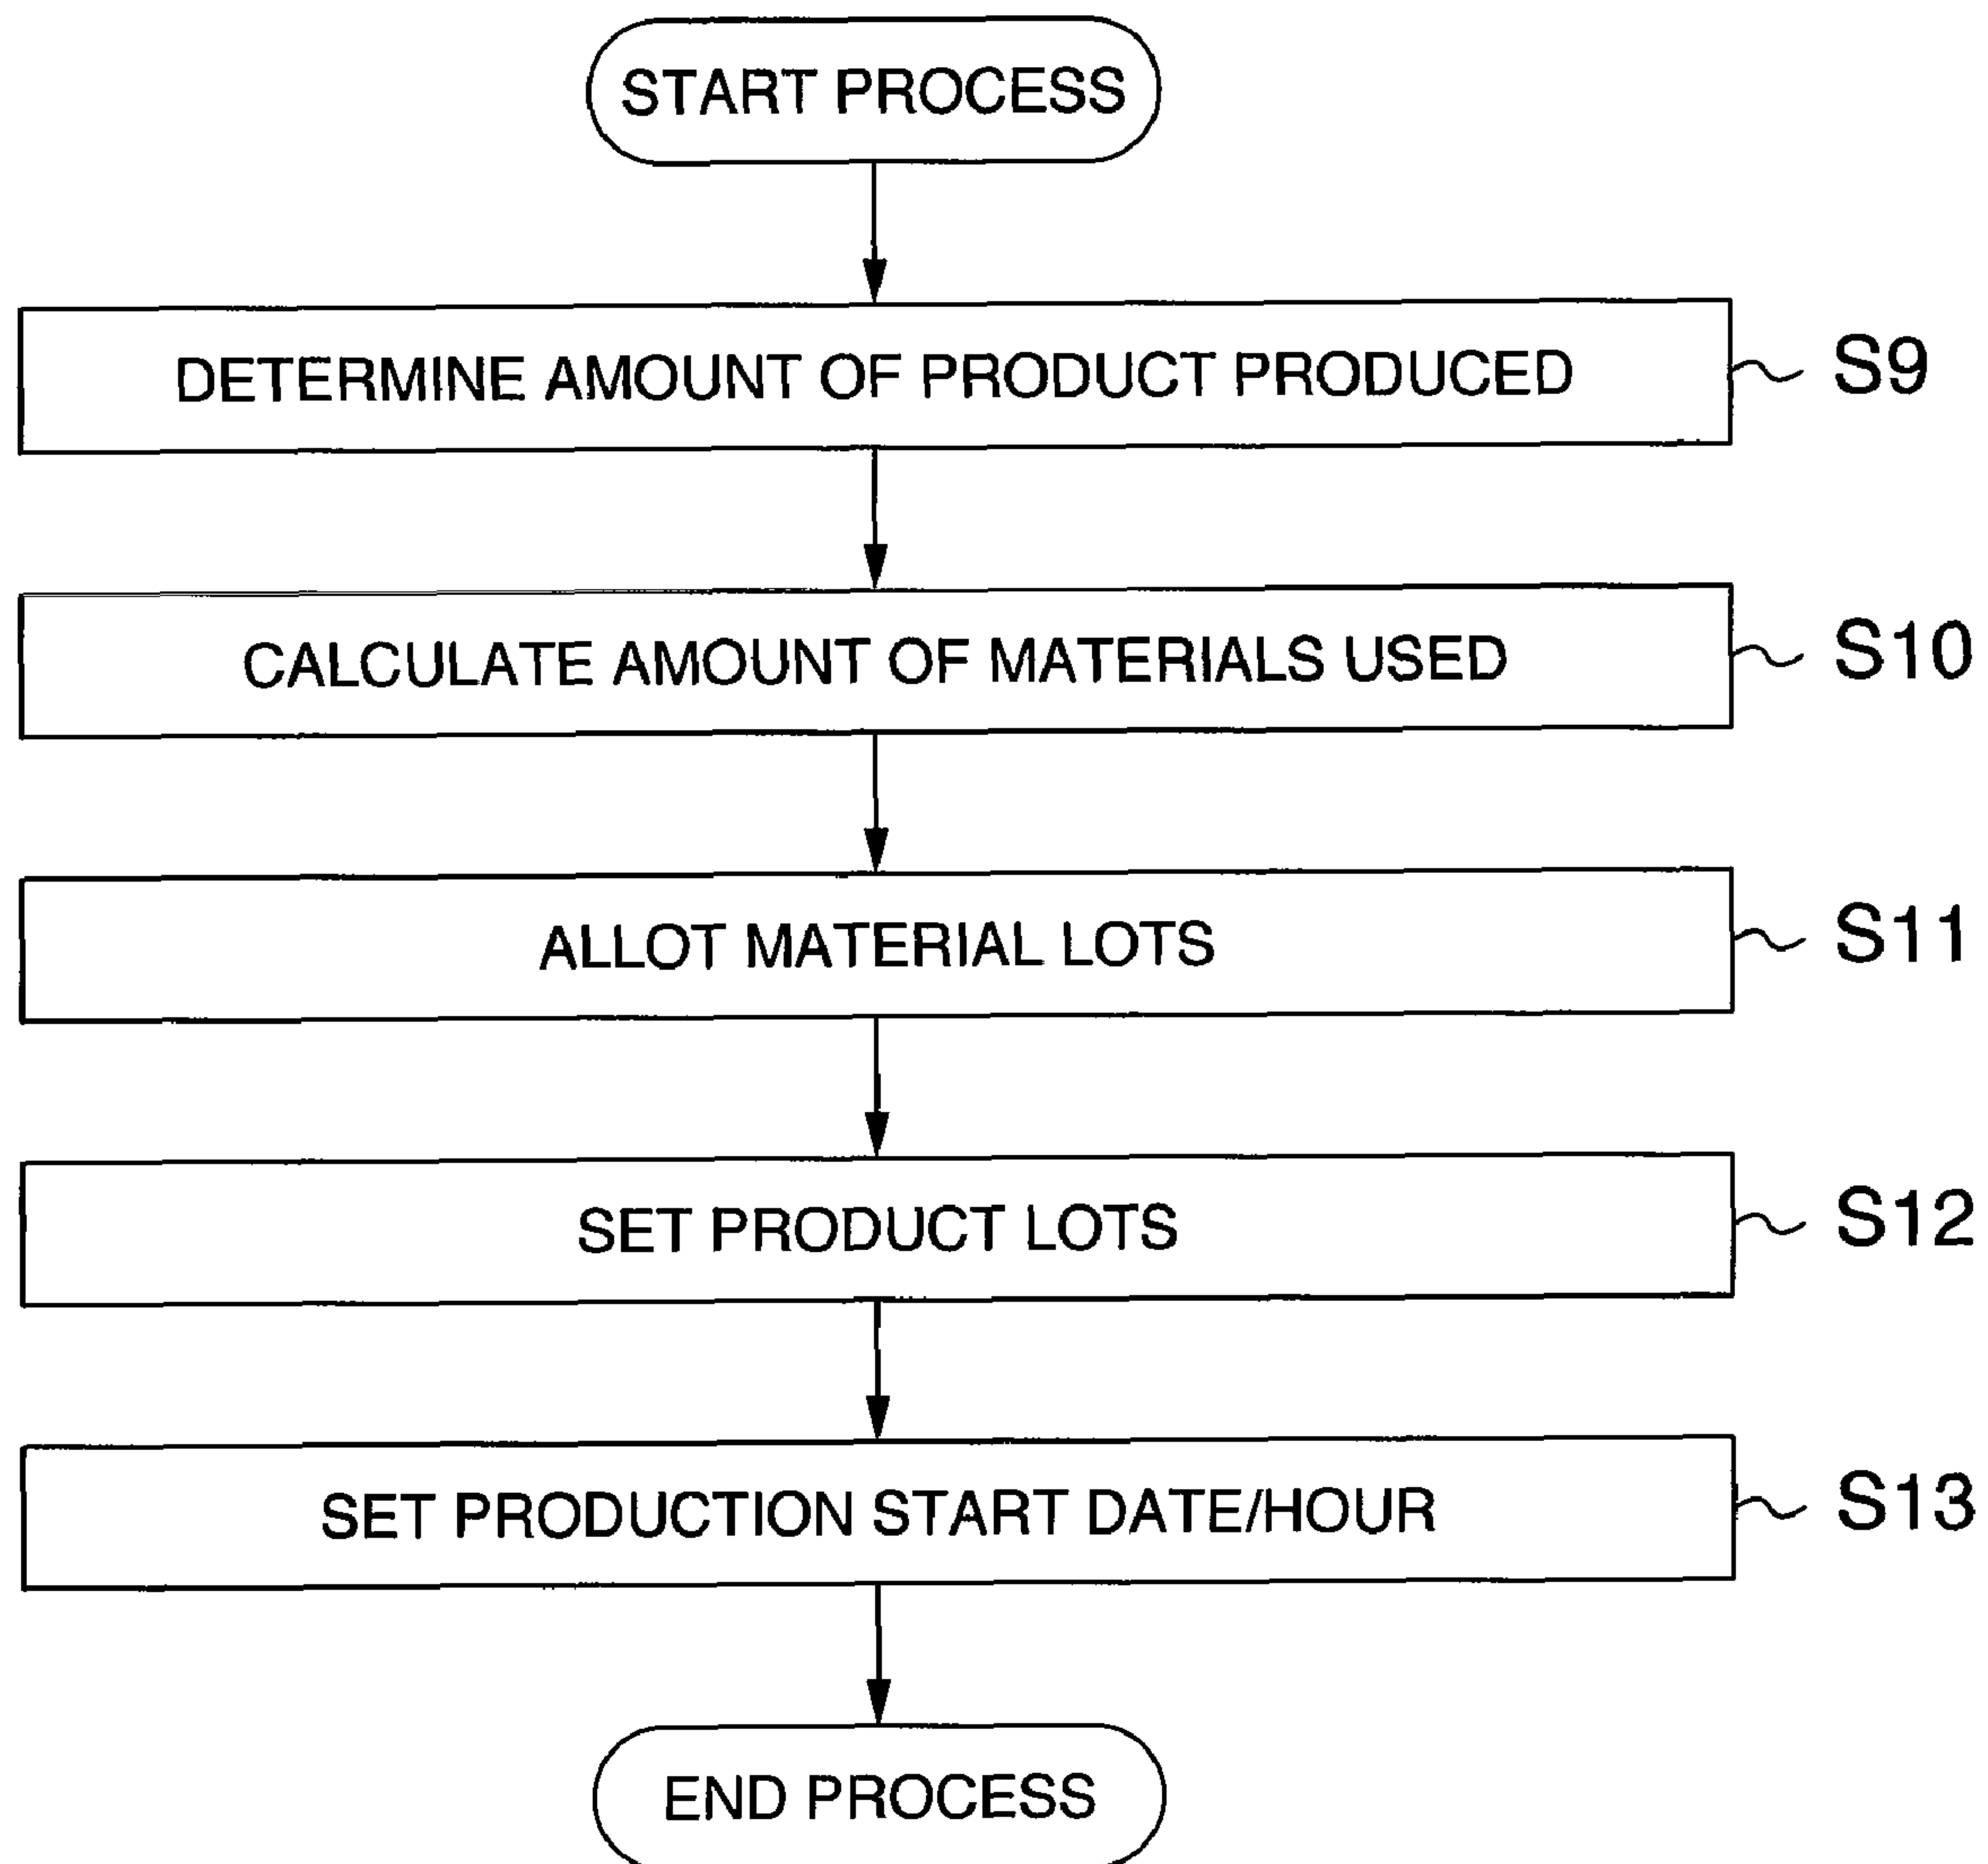 START PROCESS
DETERMINE AMOUNT OF PRODUCT PRODUCED
S9
CALCULATE AMOUNT OF MATERIALS USED
S10
ALLOT MATERIAL LOTS
S11
SET PRODUCT LOTS
S12
SET PRODUCTION START DATE/HOUR
S13
END PROCESS